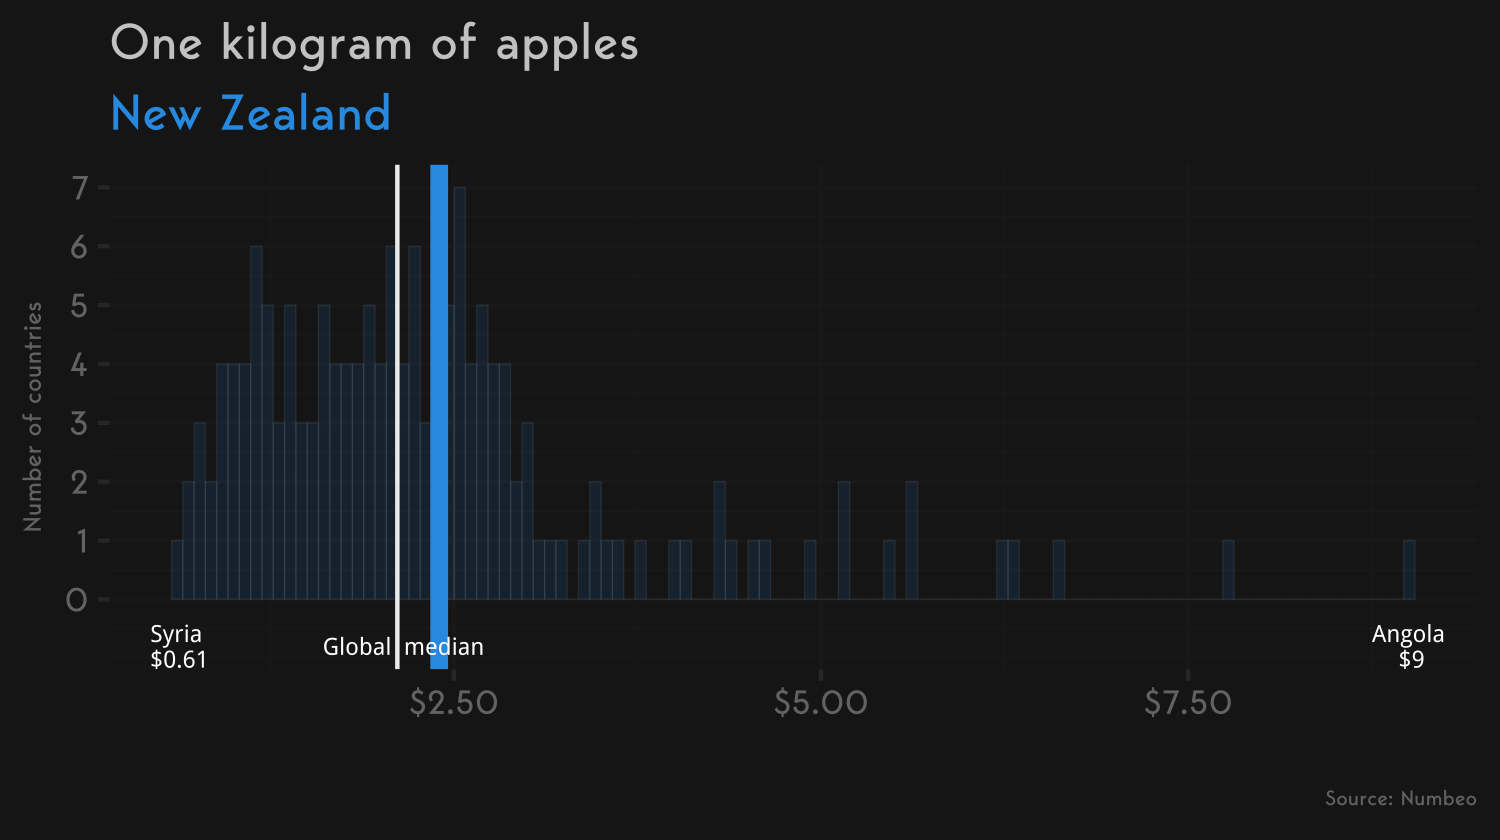 One kilogram of apples
New Zealand
Number of countries
7
6
5
4
3
2
1
0
Syria
$0.61
Global median
Angola
$9
$2.50
$5.00
$7.50
Source: Numbeo